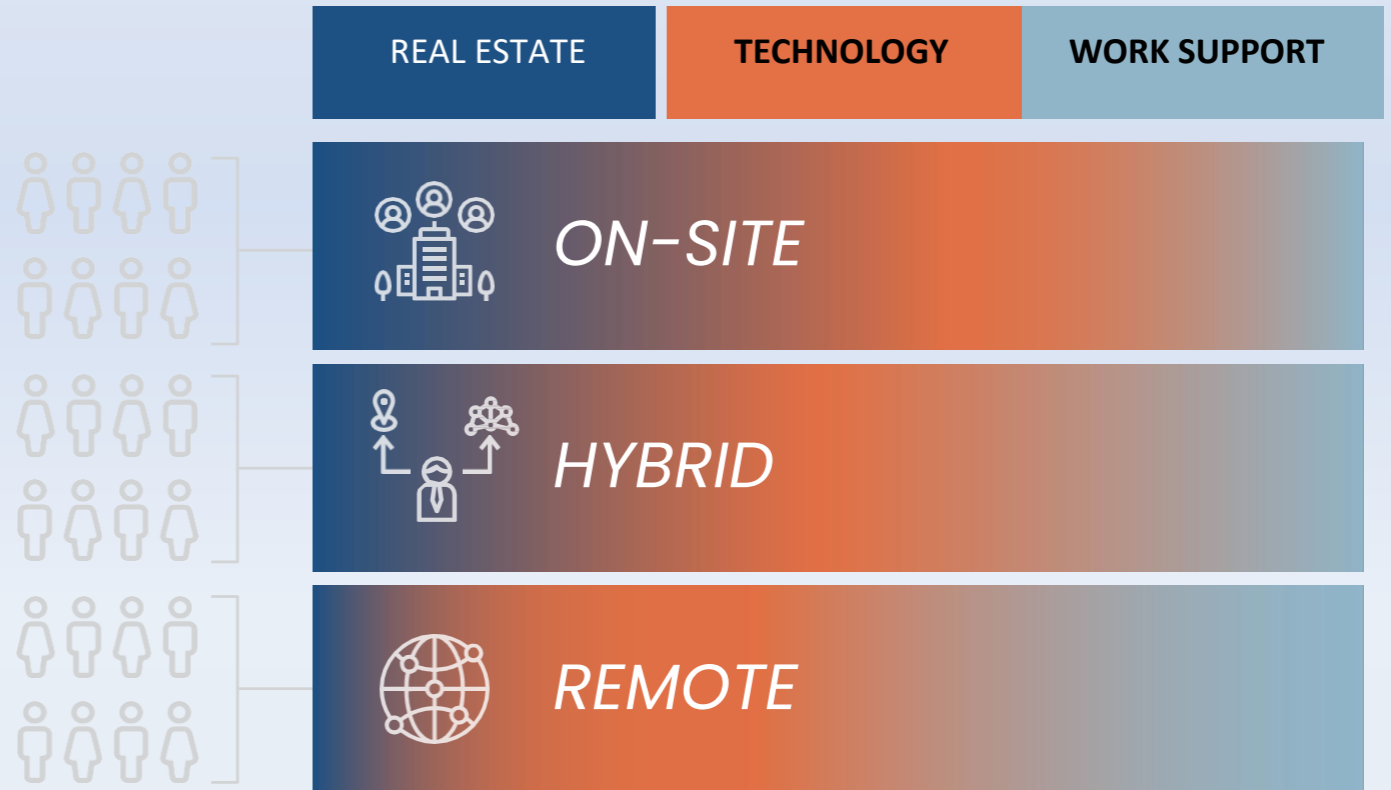 REAL ESTATE
TECHNOLOGY
WORK SUPPORT
ON-SITE
HYBRID
REMOTE